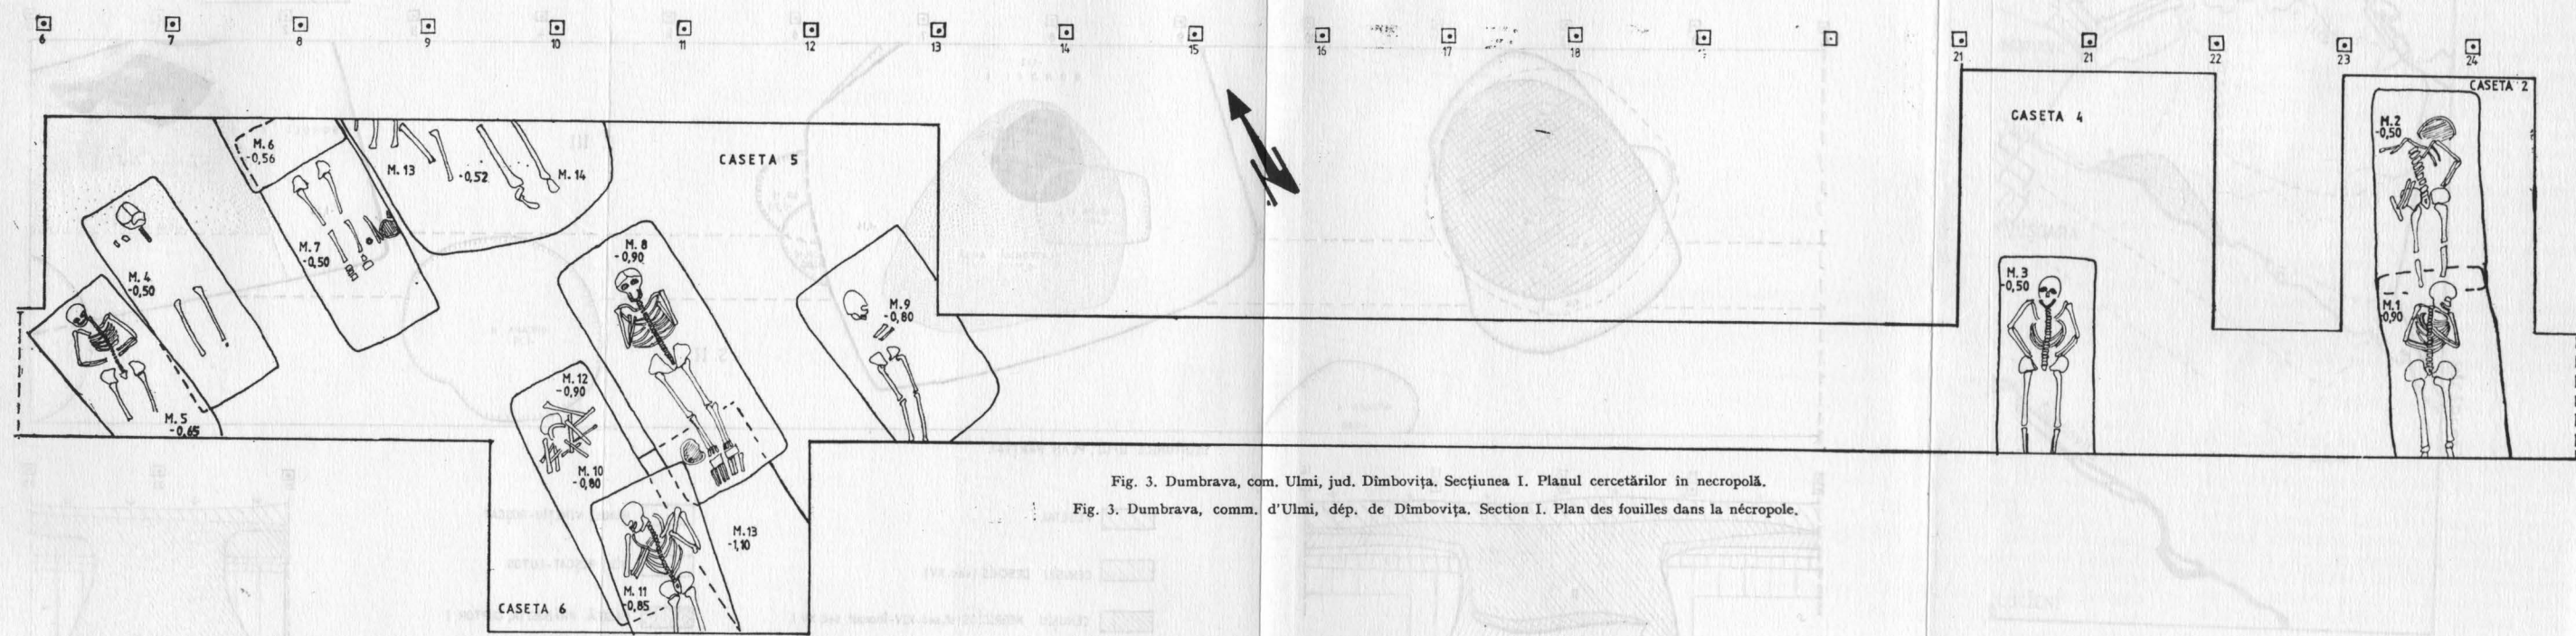 6 7 8 9 10 11 12 13 14 15 16 17 18 21 21 22 23 24
CASETA 2
CASETA 4
CASETA 5
M. 6
-0,56
M. 13
-0,52
M. 14
M. 7
-0,50
M. 4
-0,50
M. 5
-0,65
M. 8
-0,90
M. 9
-0,80
M. 12
-0,90
M. 10
-0,80
M. 13
-1,10
M. 11
-0,85
CASETA 6
M. 3
-0,50
M. 2
-0,50
M. 1
-0,90
Fig. 3. Dumbrava, com. Ulmi, jud. Dîmbovița. Secțiunea I. Planul cercetărilor în necropolă.
Fig. 3. Dumbrava, comm. d'Ulmi, dép. de Dîmbovița. Section I. Plan des fouilles dans la nécropole.